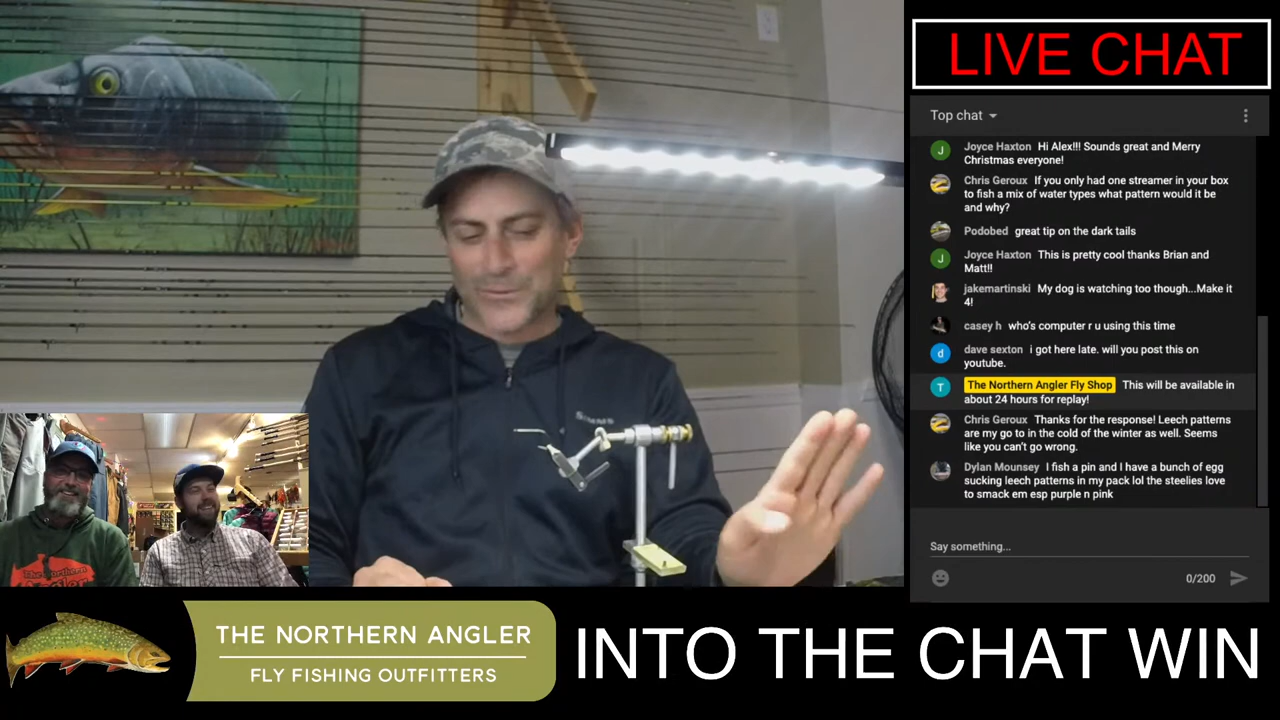 LIVE CHAT
Top chat
J
Joyce Haxton Hi Alex!!! Sounds great and Merry
Christmas everyone!
Chris Geroux If you only had one streamer in your box
to fish a mix of water types what pattern would it be
and why?
Podobed great tip on the dark tails
J
Joyce Haxton This is pretty cool thanks Brian and
Matt!!
jakemartinski My dog is watching too though...Make it
4!
casey h who's computer r u using this time
d
dave sexton i got here late. will you post this on
youtube.
T
The Northern Angler Fly Shop This will be available in
about 24 hours for replay!
Chris Geroux Thanks for the response! Leech patterns
are my go to in the cold of the winter as well. Seems
like you can't go wrong.
Dylan Mounsey I fish a pin and I have a bunch of egg
sucking leech patterns in my pack lol the steelies love
to smack em esp purple n pink
Say something...
0/200
SIMMS
The Northern
Angler
THE NORTHERN ANGLER
FLY FISHING OUTFITTERS
INTO THE CHAT WIN